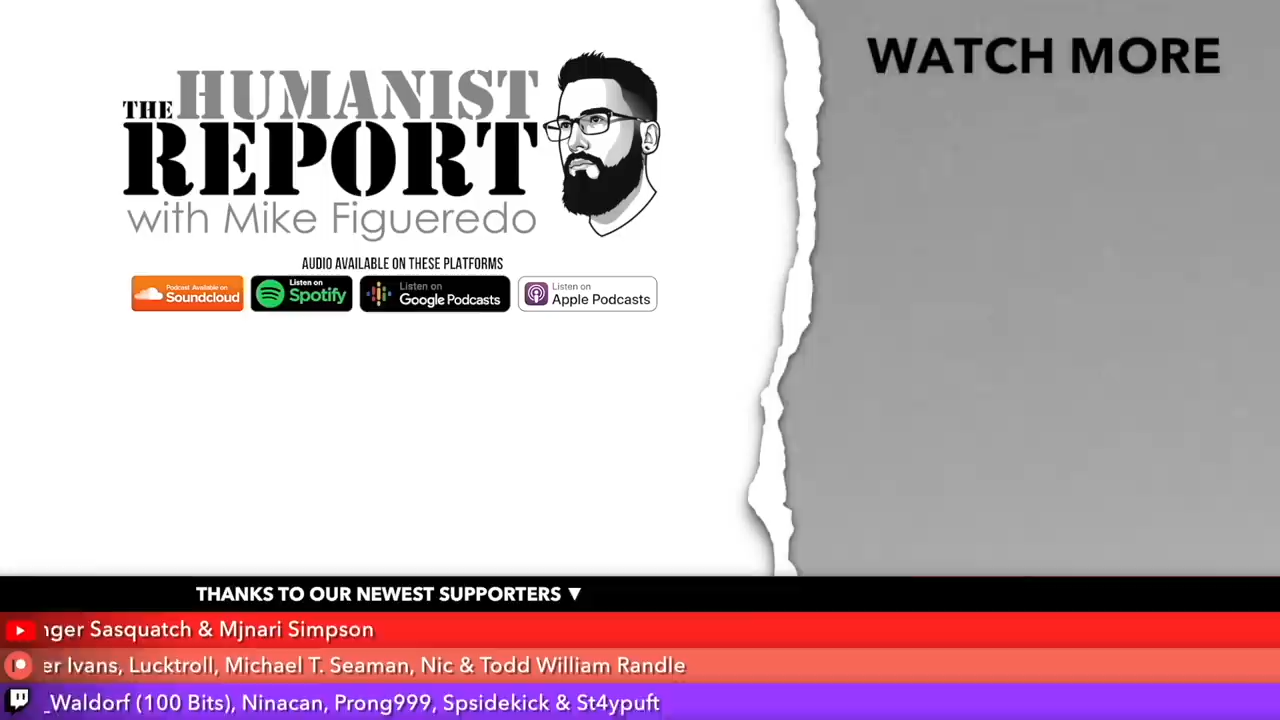 WATCH MORE
THE HUMANIST
REPORT
with Mike Figueredo
AUDIO AVAILABLE ON THESE PLATFORMS
Podcast Available on
Soundcloud
Listen on
Spotify
Listen on
Google Podcasts
Listen on
Apple Podcasts
THANKS TO OUR NEWEST SUPPORTERS ▼
nger Sasquatch & Mjnari Simpson
er Ivans, Lucktroll, Michael T. Seaman, Nic & Todd William Randle
_Waldorf (100 Bits), Ninacan, Prong999, Spsidekick & St4ypuft